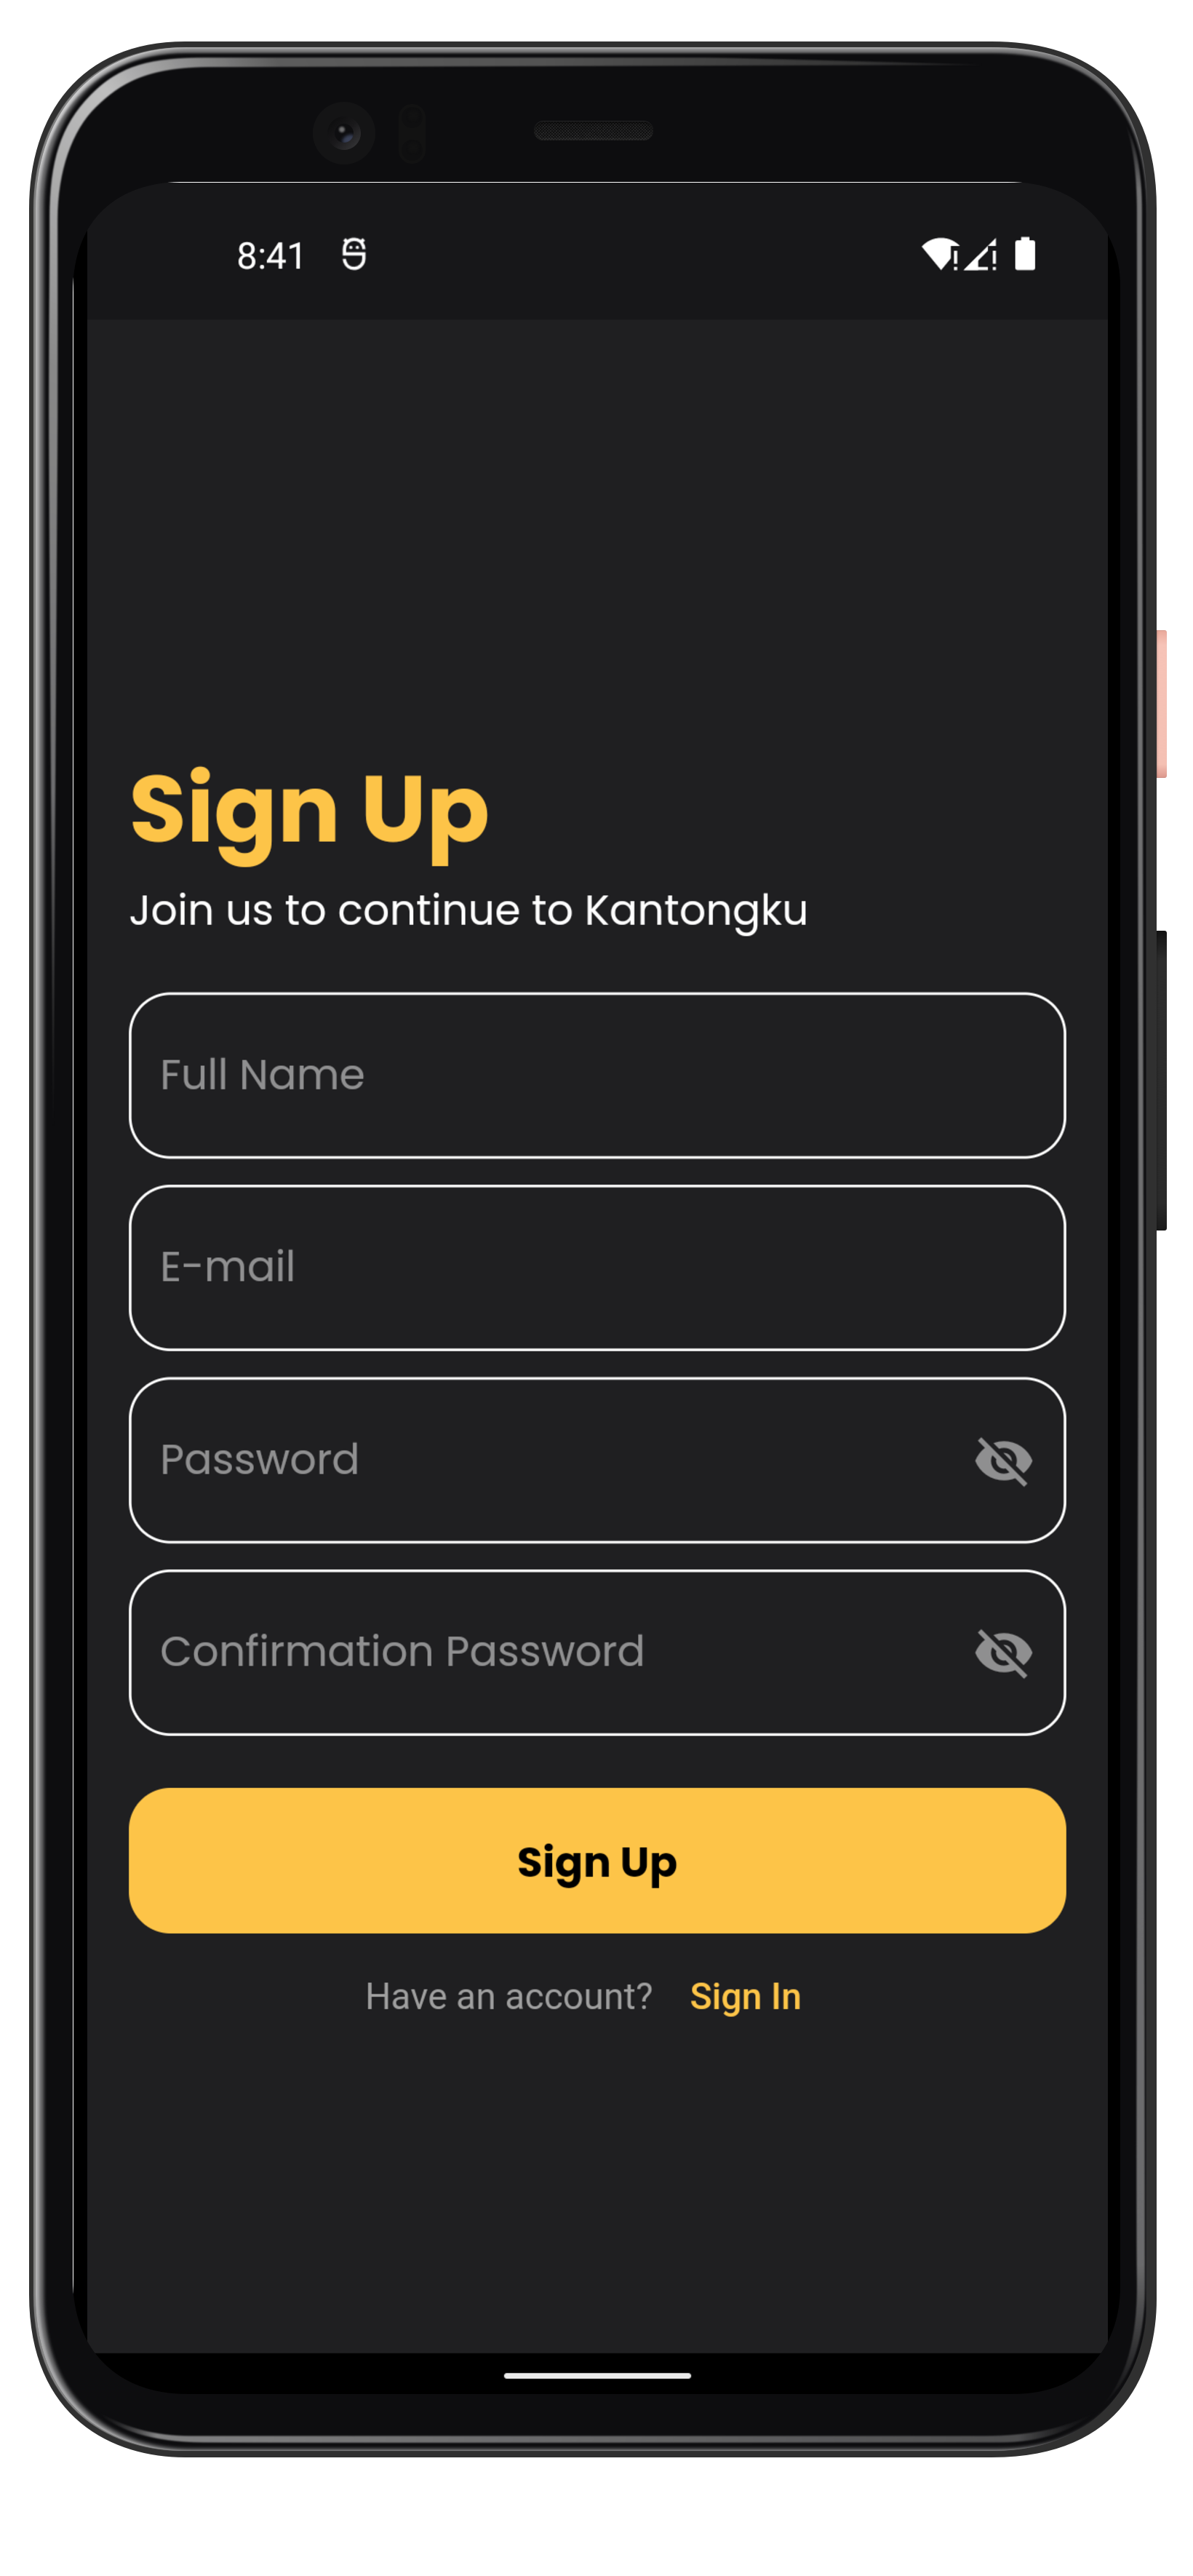 8:41
Sign Up
Join us to continue to Kantongku
Full Name
E-mail
Password
Confirmation Password
Sign Up
Have an account? Sign In